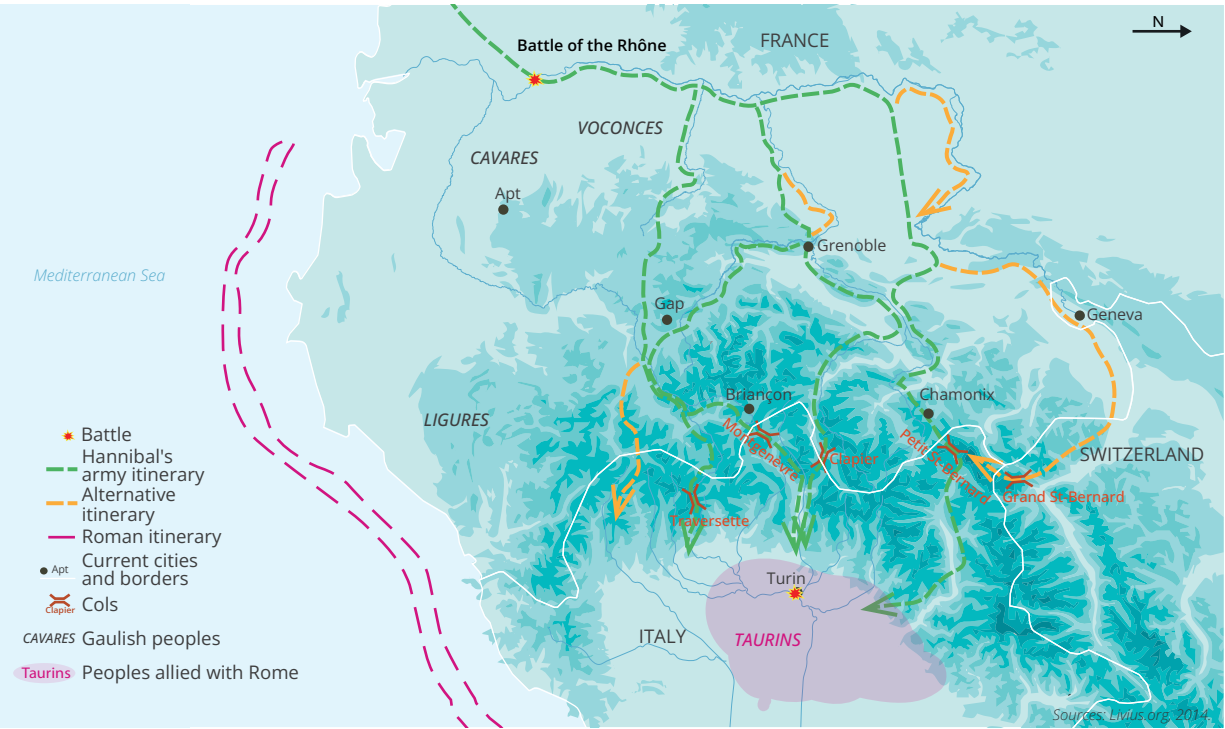 N
FRANCE
Battle of the Rhône
VOCONCES
CAVARES
Apt
Grenoble
Mediterranean Sea
Gap
Geneva
Briançon
Chamonix
LIGURES
Montgenèvre
Clapier
Petit St-Bernard
SWITZERLAND
Grand St-Bernard
Traversette
Turin
ITALY
TAURINS
Battle
Hannibal's
army itinerary
Alternative
itinerary
Roman itinerary
Apt
Current cities
and borders
Clapier
Cols
CAVARES
Gaulish peoples
Taurins
Peoples allied with Rome
Sources: Livius.org, 2014.